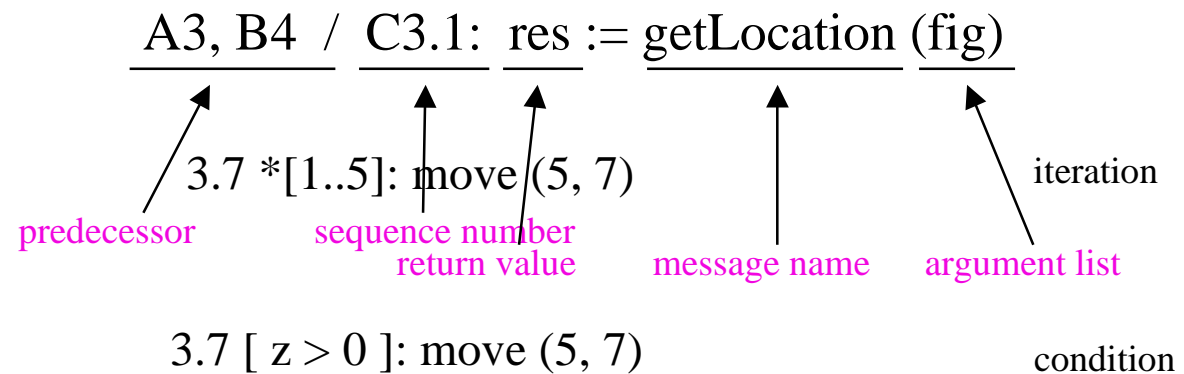 A3, B4 / C3.1: res := getLocation (fig)
3.7 *[1..5]: move (5, 7) iteration
predecessor sequence number
return value message name argument list
3.7 [ z > 0 ]: move (5, 7) condition